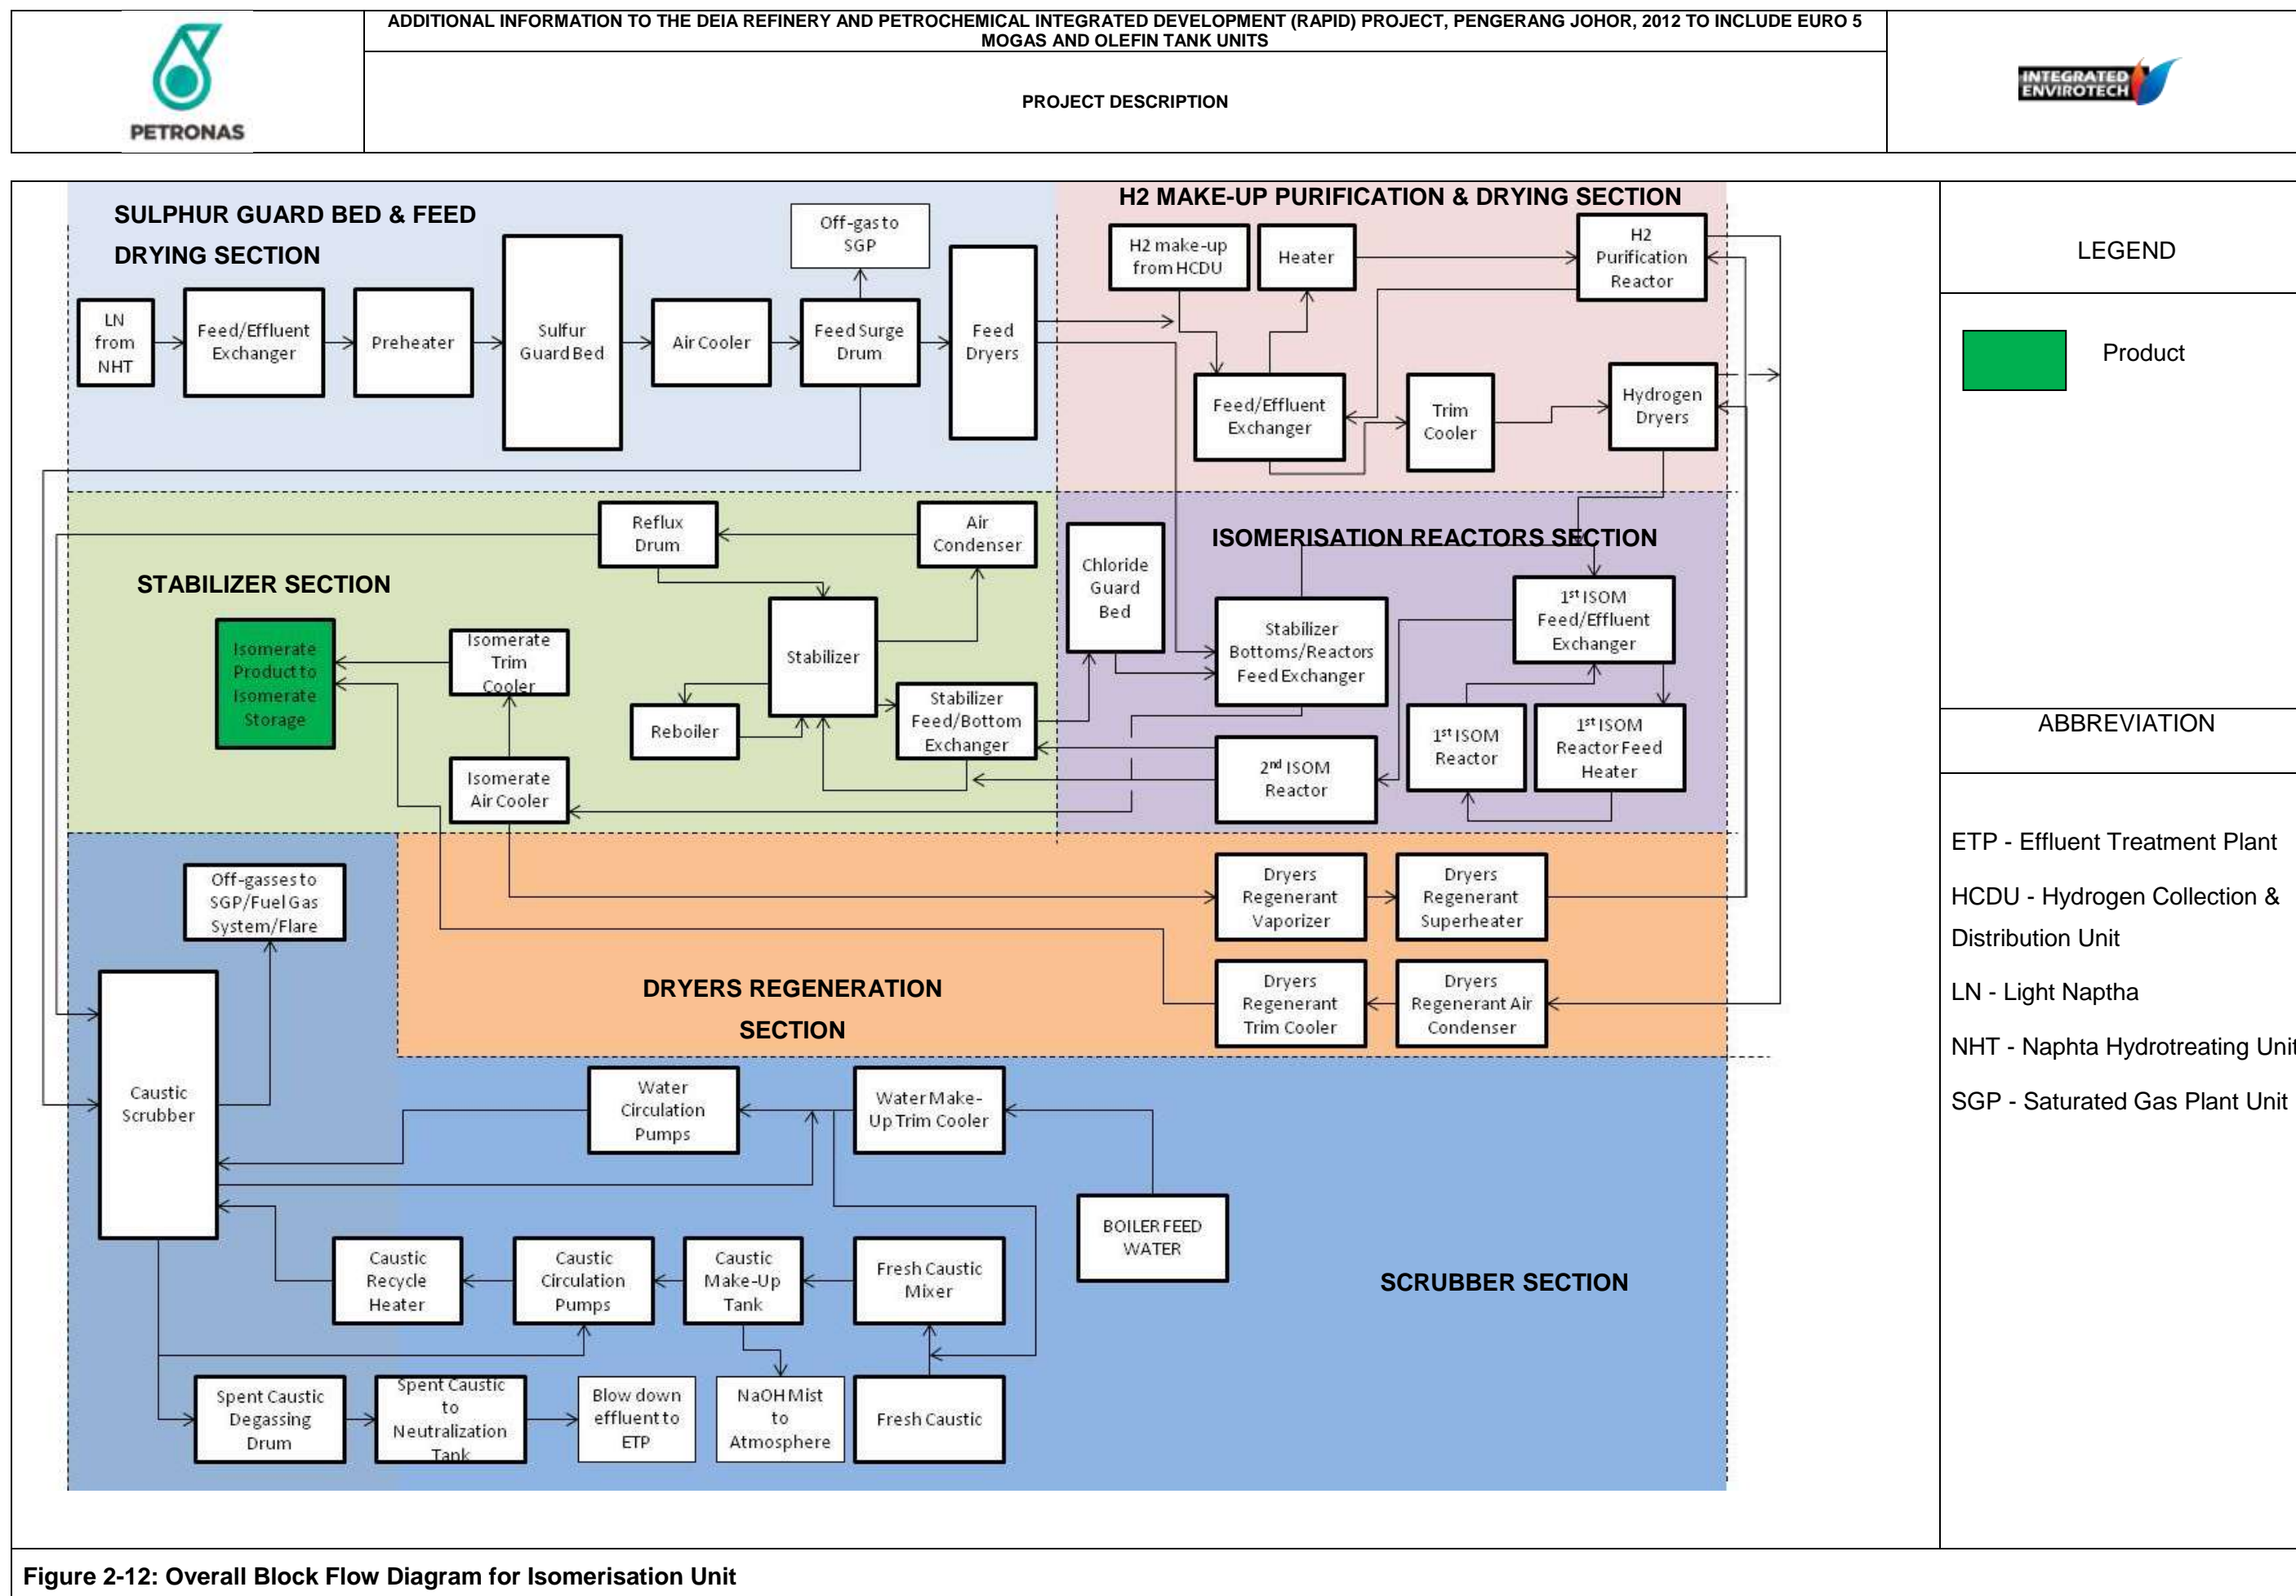 ADDITIONAL INFORMATION TO THE DEIA REFINERY AND PETROCHEMICAL INTEGRATED DEVELOPMENT (RAPID) PROJECT, PENGERANG JOHOR, 2012 TO INCLUDE EURO 5
MOGAS AND OLEFIN TANK UNITS
PETRONAS
PROJECT DESCRIPTION
INTEGRATED
ENVIROTECH
SULPHUR GUARD BED & FEED
DRYING SECTION
LN
from
NHT
Feed/Effluent
Exchanger
Preheater
Sulfur
Guard Bed
Air Cooler
Off-gas to
SGP
Feed Surge
Drum
Feed
Dryers
H2 MAKE-UP PURIFICATION & DRYING SECTION
H2 make-up
from HCDU
Heater
H2
Purification
Reactor
Feed/Effluent
Exchanger
Trim
Cooler
Hydrogen
Dryers
STABILIZER SECTION
Reflux
Drum
Air
Condenser
Isomerate
Product to
Isomerate
Storage
Isomerate
Trim
Cooler
Stabilizer
Reboiler
Stabilizer
Feed/Bottom
Exchanger
Isomerate
Air Cooler
ISOMERISATION REACTORS SECTION
Chloride
Guard
Bed
Stabilizer
Bottoms/Reactors
Feed Exchanger
1st ISOM
Feed/Effluent
Exchanger
2nd ISOM
Reactor
1st ISOM
Reactor
1st ISOM
Reactor Feed
Heater
DRYERS REGENERATION
SECTION
Dryers
Regenerant
Vaporizer
Dryers
Regenerant
Superheater
Dryers
Regenerant
Trim Cooler
Dryers
Regenerant Air
Condenser
Off-gasses to
SGP/Fuel Gas
System/Flare
Caustic
Scrubber
Water
Circulation
Pumps
Water Make-
Up Trim Cooler
BOILER FEED
WATER
SCRUBBER SECTION
Caustic
Recycle
Heater
Caustic
Circulation
Pumps
Caustic
Make-Up
Tank
Fresh Caustic
Mixer
Spent Caustic
Degassing
Drum
Spent Caustic
to
Neutralization
Tank
Blow down
effluent to
ETP
NaOH Mist
to
Atmosphere
Fresh Caustic
LEGEND
Product
ABBREVIATION
ETP - Effluent Treatment Plant
HCDU - Hydrogen Collection &
Distribution Unit
LN - Light Naptha
NHT - Naphta Hydrotreating Unit
SGP - Saturated Gas Plant Unit
Figure 2-12: Overall Block Flow Diagram for Isomerisation Unit